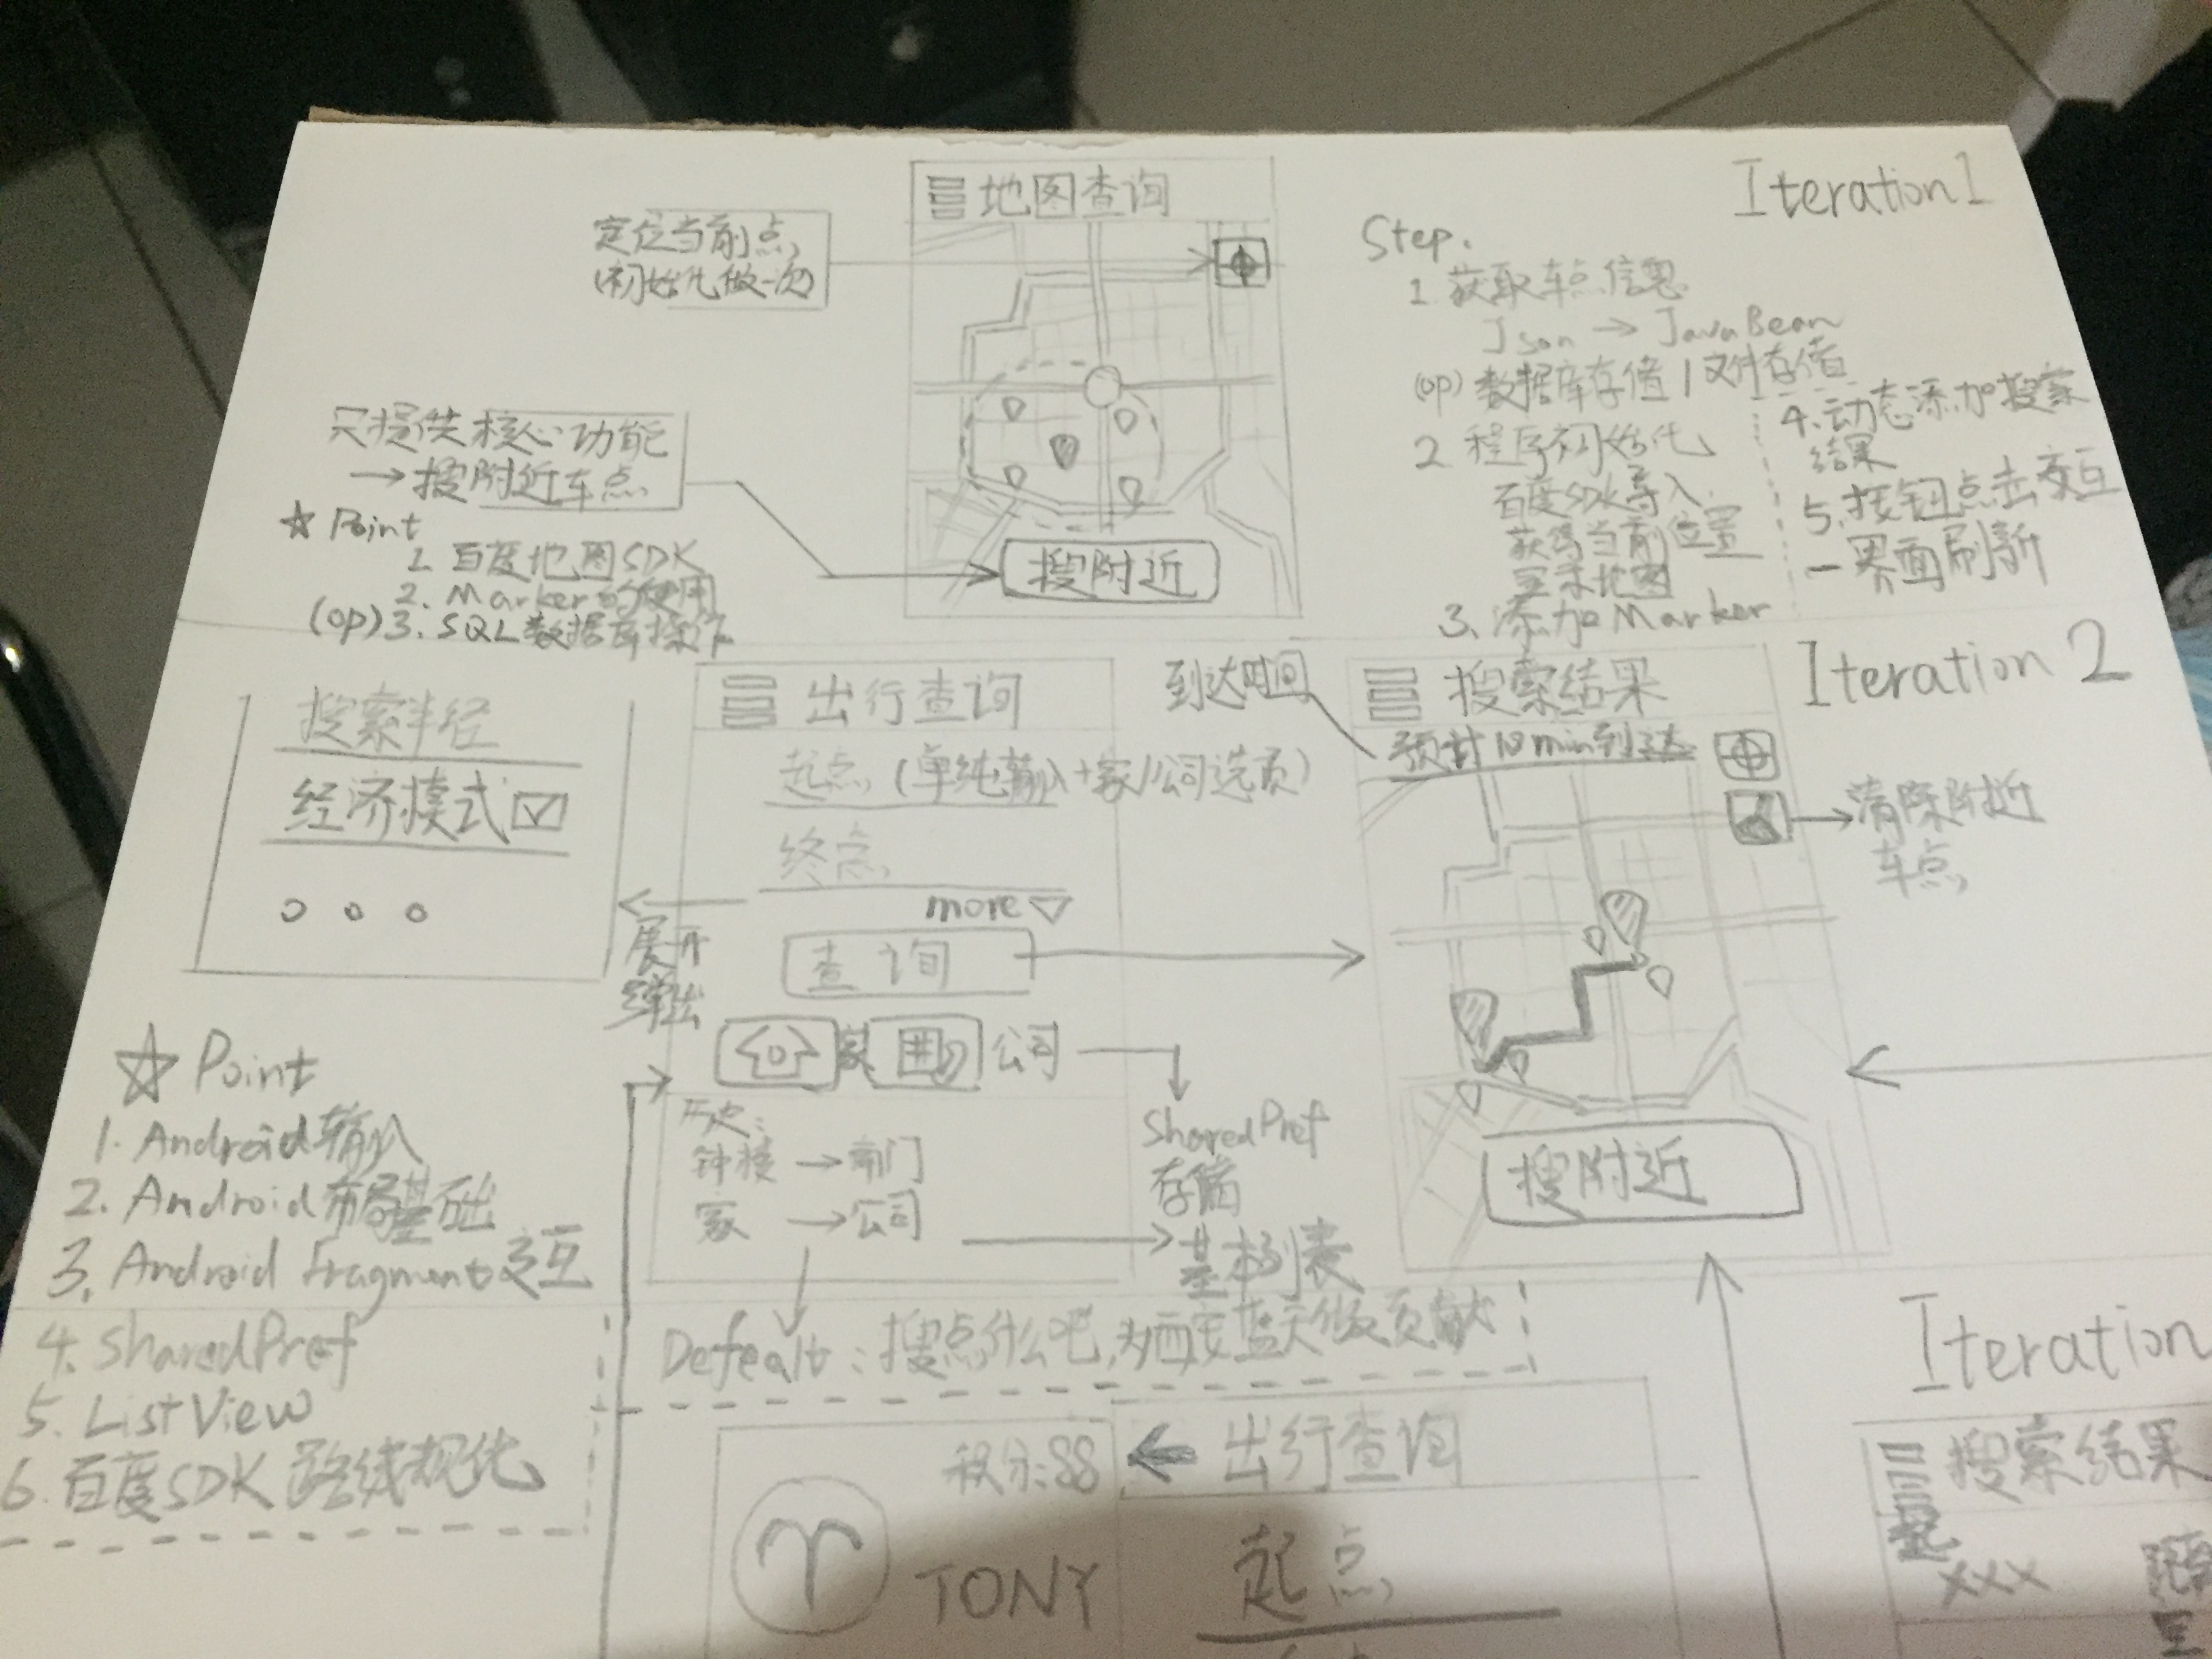 Iteration 1
地图查询
定位当前点,
(初始化做一次)
只提供核心功能
→搜附近车点
搜附近
☆ Point
1. 百度地图SDK
2. Marker的使用
(op) 3. SQL数据库操作
Step.
1 获取车点信息
Json → JavaBean
(op) 数据库存储 / 文件存储
2 程序初始化
百度SDK导入
获得当前位置
显示地图
3. 添加Marker
4. 动态添加搜索
结果
5. 按钮点击交互
一界面刷新
Iteration 2
搜索半径
经济模式
出行查询
起点 (单纯输入+家/公司选项)
终点
more
查询
展开
弹出
家
公司
历史:
钟楼 → 南门
家 → 公司
SharedPref
存储
基本列表
Defealt: 搜点什么吧,为西安蓝天做贡献
到达时间
搜索结果
预计10min到达
清除附近
车点
搜附近
☆ Point
1. Android输入
2. Android布局基础
3. Android fragment交互
4. SharedPref
5. ListView
6. 百度SDK 路线规化
积分:88
TONY
出行查询
起点
Iteration
搜索结果
xxx